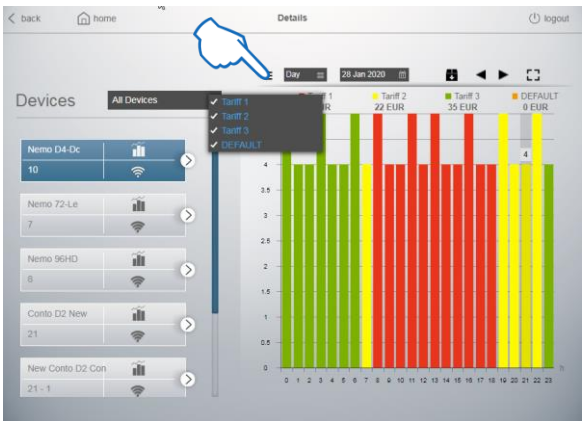 back
home
Details
logout
Day
28 Jan 2020
Devices
All Devices
Tariff 1
Tariff 2
Tariff 3
DEFAULT
1
UR
Tariff 2
22 EUR
Tariff 3
35 EUR
DEFAULT
0 EUR
Nemo D4-Dc
10
Nemo 72-Le
7
Nemo 96HD
8
Conto D2 New
21
New Conto D2 Con
21 - 1
4
4
3.5
3
2.5
2
1.5
1
0.5
0
h
0 1 2 3 4 5 6 7 8 9 10 11 12 13 14 15 16 17 18 19 20 21 22 23